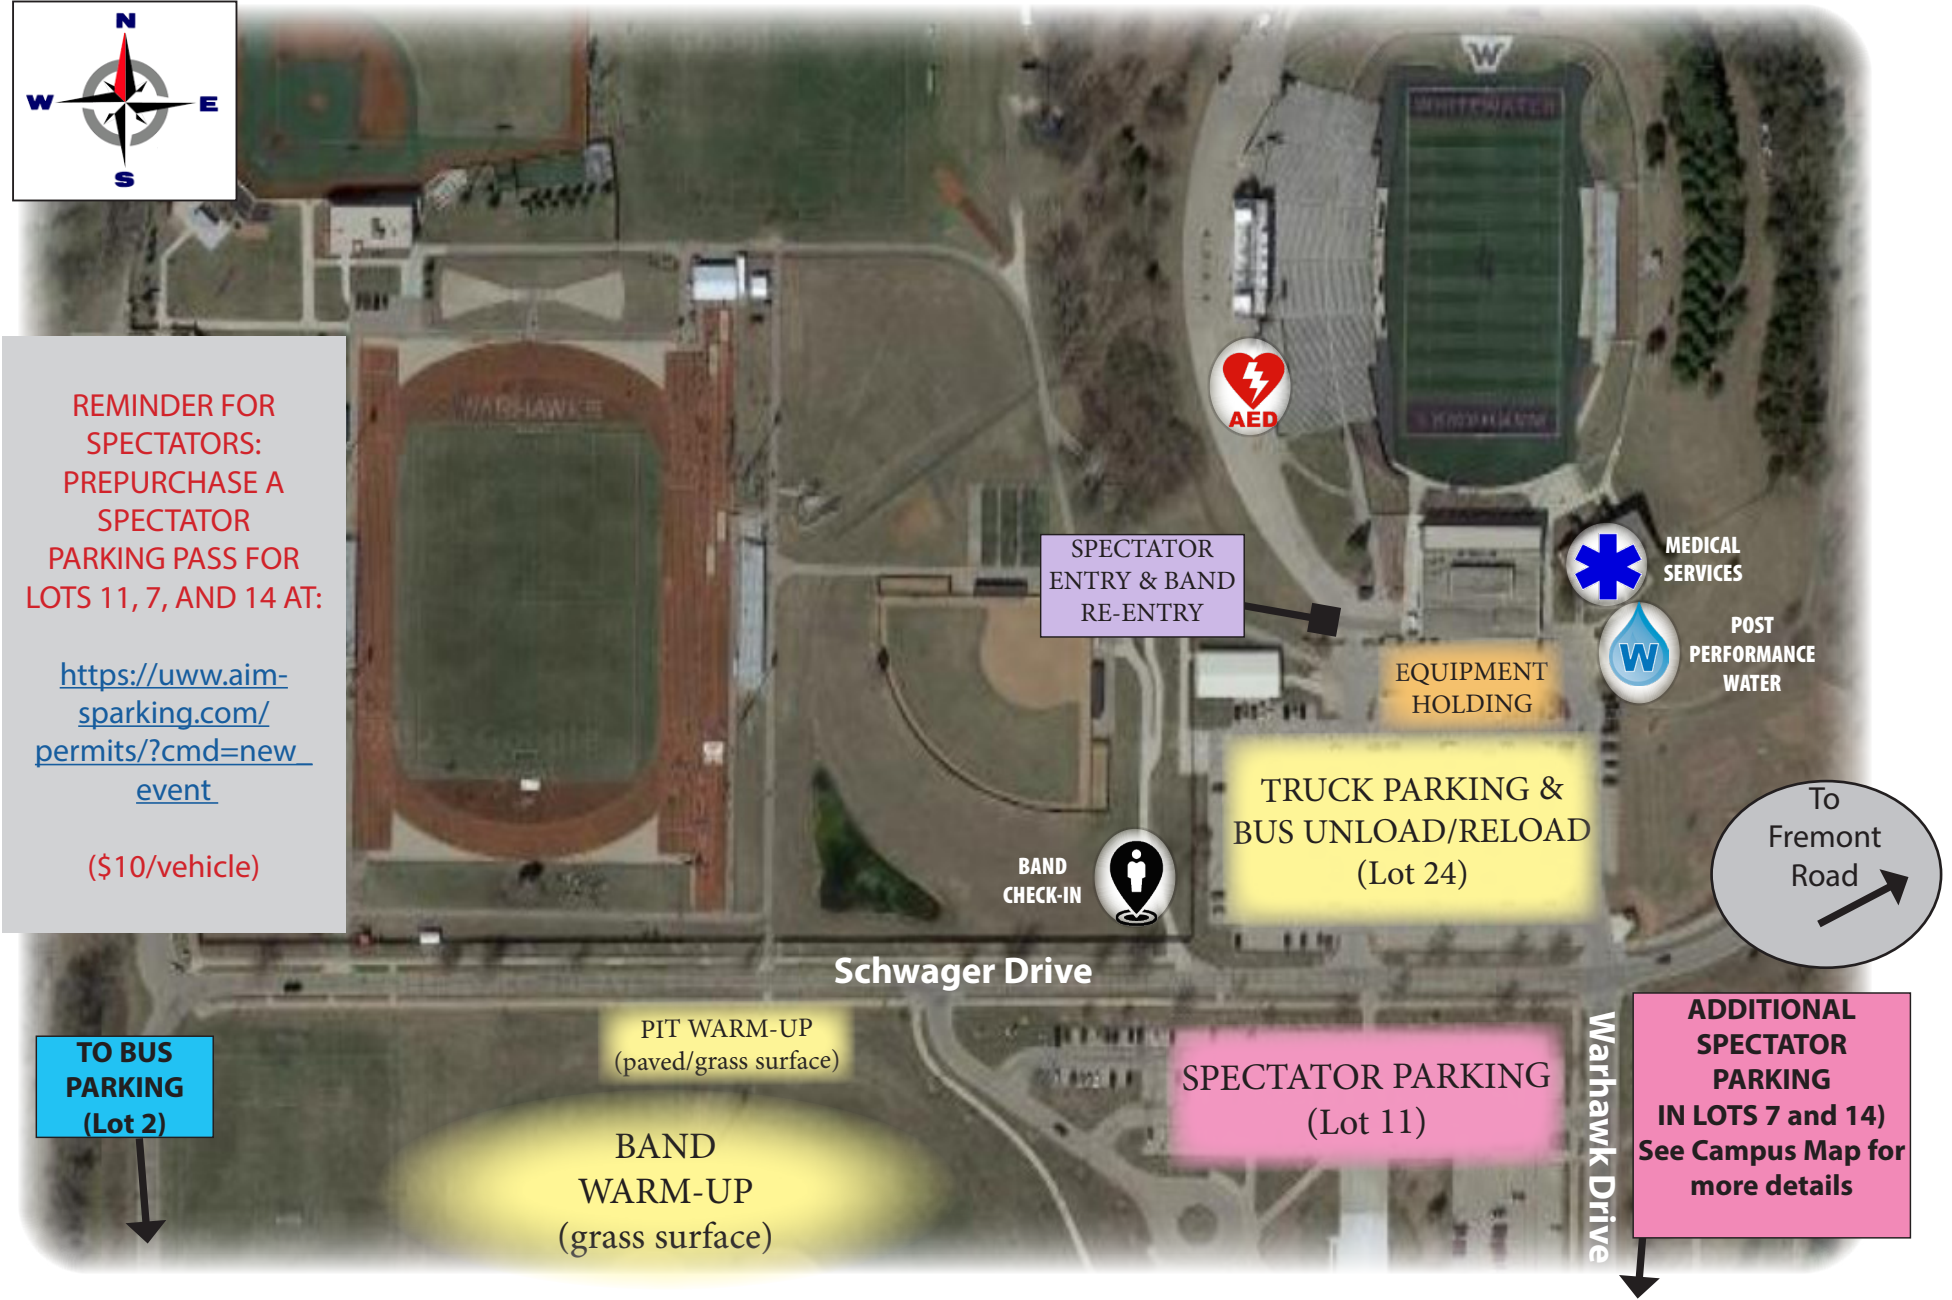 N
W
E
S
W
WHITEWATER
WARHAWKS
AED
REMINDER FOR
SPECTATORS:
PREPURCHASE A
SPECTATOR
PARKING PASS FOR
LOTS 11, 7, AND 14 AT:
https://uww.aim-
sparking.com/
permits/?cmd=new_
event
($10/vehicle)
SPECTATOR
ENTRY & BAND
RE-ENTRY
MEDICAL
SERVICES
W
POST
PERFORMANCE
WATER
EQUIPMENT
HOLDING
TRUCK PARKING &
BUS UNLOAD/RELOAD
(Lot 24)
To
Fremont
Road
BAND
CHECK-IN
Schwager Drive
PIT WARM-UP
(paved/grass surface)
TO BUS
PARKING
(Lot 2)
BAND
WARM-UP
(grass surface)
SPECTATOR PARKING
(Lot 11)
Warhawk Drive
ADDITIONAL
SPECTATOR
PARKING
IN LOTS 7 and 14)
See Campus Map for
more details